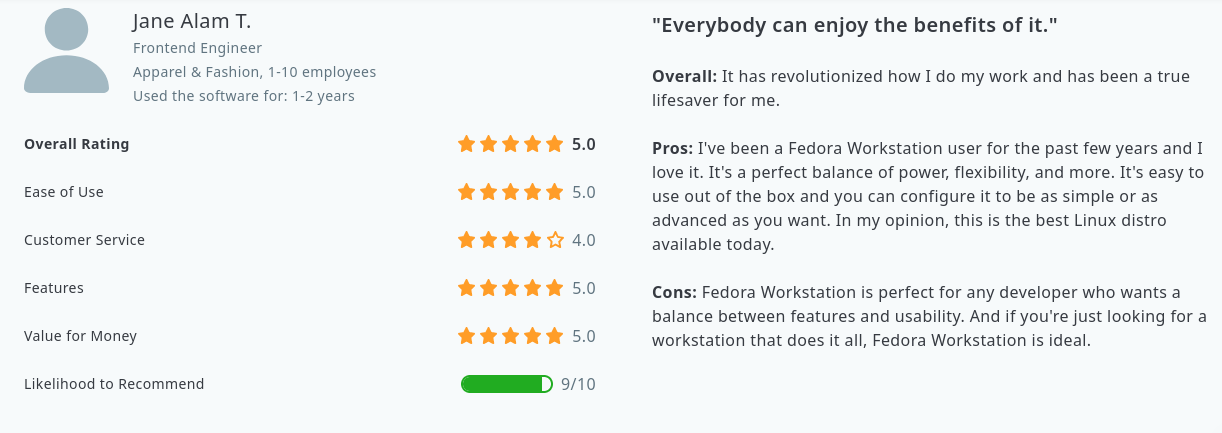 Jane Alam T.
Frontend Engineer
Apparel & Fashion, 1-10 employees
Used the software for: 1-2 years
Overall Rating 5.0
Ease of Use 5.0
Customer Service 4.0
Features 5.0
Value for Money 5.0
Likelihood to Recommend 9/10
"Everybody can enjoy the benefits of it."
Overall: It has revolutionized how I do my work and has been a true
lifesaver for me.
Pros: I've been a Fedora Workstation user for the past few years and I
love it. It's a perfect balance of power, flexibility, and more. It's easy to
use out of the box and you can configure it to be as simple or as
advanced as you want. In my opinion, this is the best Linux distro
available today.
Cons: Fedora Workstation is perfect for any developer who wants a
balance between features and usability. And if you're just looking for a
workstation that does it all, Fedora Workstation is ideal.